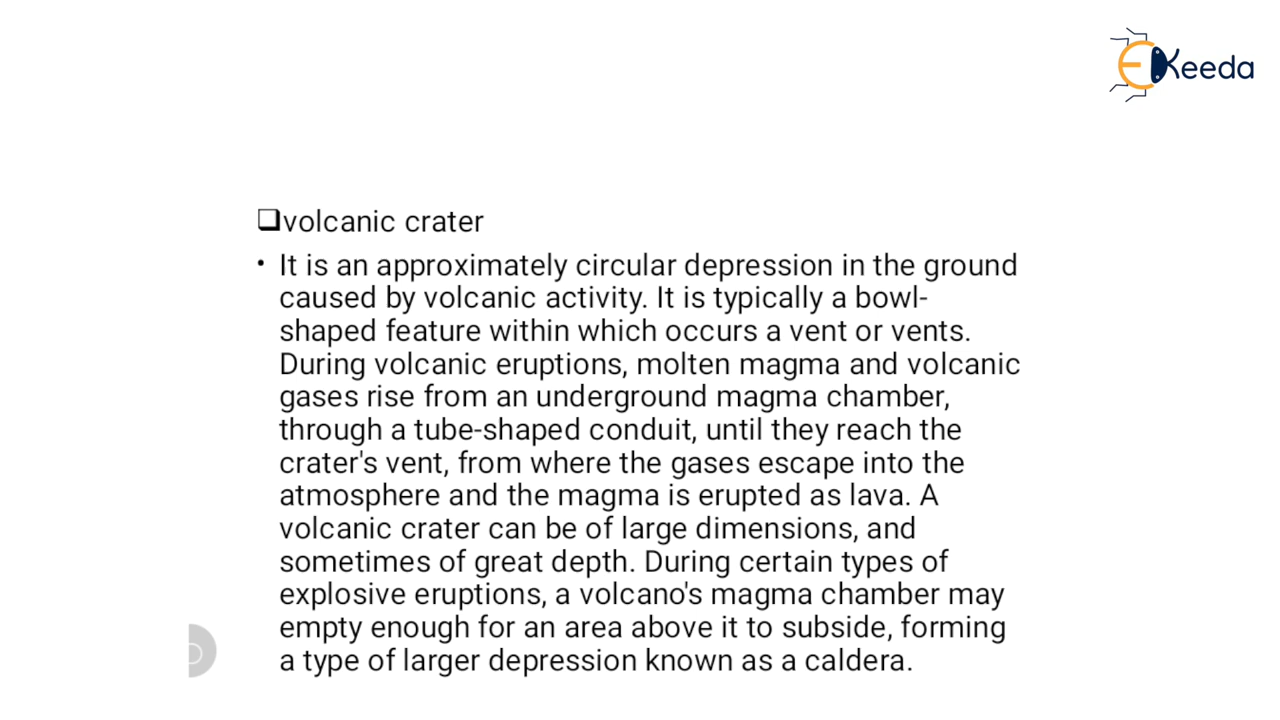 EKeeda
❑volcanic crater
• It is an approximately circular depression in the ground
caused by volcanic activity. It is typically a bowl-
shaped feature within which occurs a vent or vents.
During volcanic eruptions, molten magma and volcanic
gases rise from an underground magma chamber,
through a tube-shaped conduit, until they reach the
crater's vent, from where the gases escape into the
atmosphere and the magma is erupted as lava. A
volcanic crater can be of large dimensions, and
sometimes of great depth. During certain types of
explosive eruptions, a volcano's magma chamber may
empty enough for an area above it to subside, forming
a type of larger depression known as a caldera.